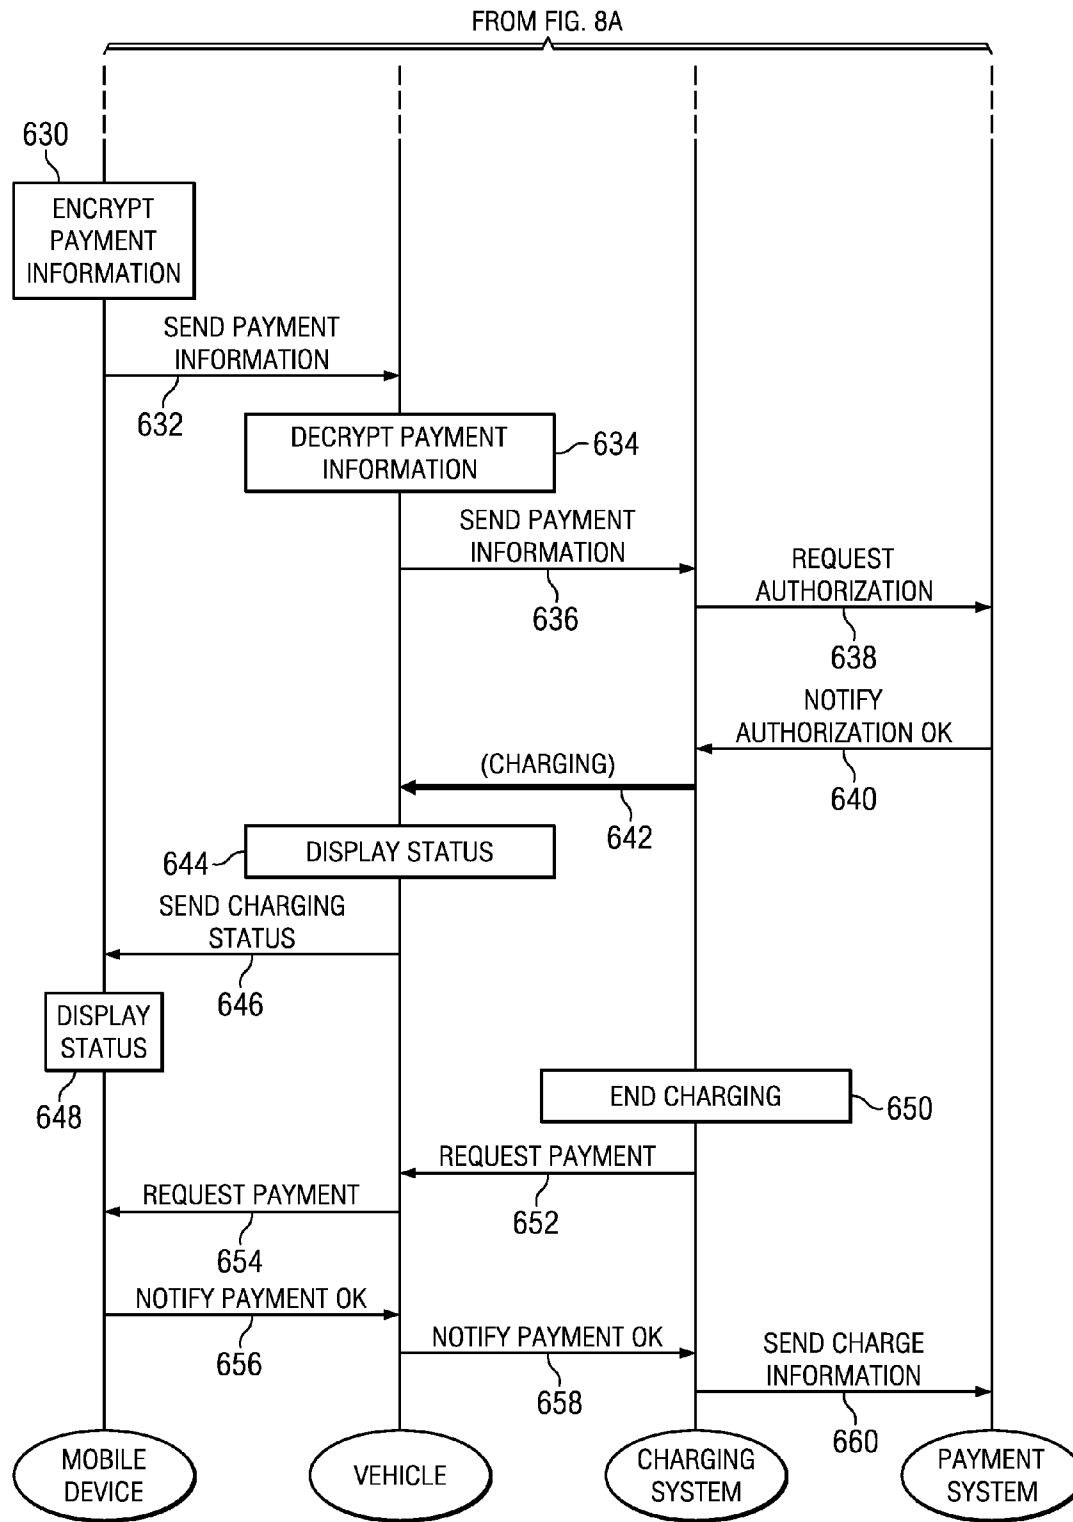 FROM FIG. 8A
630
ENCRYPT
PAYMENT
INFORMATION
SEND PAYMENT
INFORMATION
632
DECRYPT PAYMENT
INFORMATION
634
SEND PAYMENT
INFORMATION
636
REQUEST
AUTHORIZATION
638
NOTIFY
AUTHORIZATION OK
640
(CHARGING)
642
644
DISPLAY STATUS
SEND CHARGING
STATUS
646
DISPLAY
STATUS
648
END CHARGING
650
REQUEST PAYMENT
652
REQUEST PAYMENT
654
NOTIFY PAYMENT OK
656
NOTIFY PAYMENT OK
658
SEND CHARGE
INFORMATION
660
MOBILE
DEVICE
VEHICLE
CHARGING
SYSTEM
PAYMENT
SYSTEM